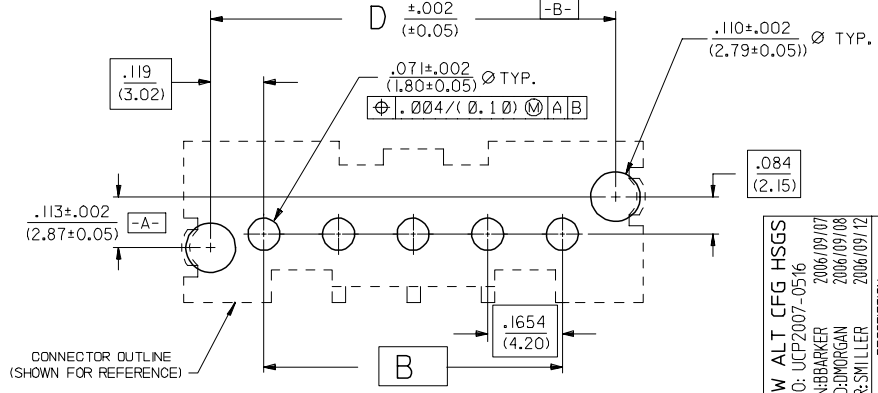 D ±.002
(±0.05)
-B-
.110±.002
(2.79±0.05)) Ø TYP.
.119
(3.02)
.071±.002
(1.80±0.05) Ø TYP.
⌖ .004/(0.10) Ⓜ A B
.084
(2.15)
.113±.002
(2.87±0.05)
-A-
.1654
(4.20)
CONNECTOR OUTLINE
(SHOWN FOR REFERENCE)
B
W ALT CFG HSGS
O: UCP2007-0516
N:BBARKER 2006/09/07
D:DMORGAN 2006/09/08
R:SMILLER 2006/09/12